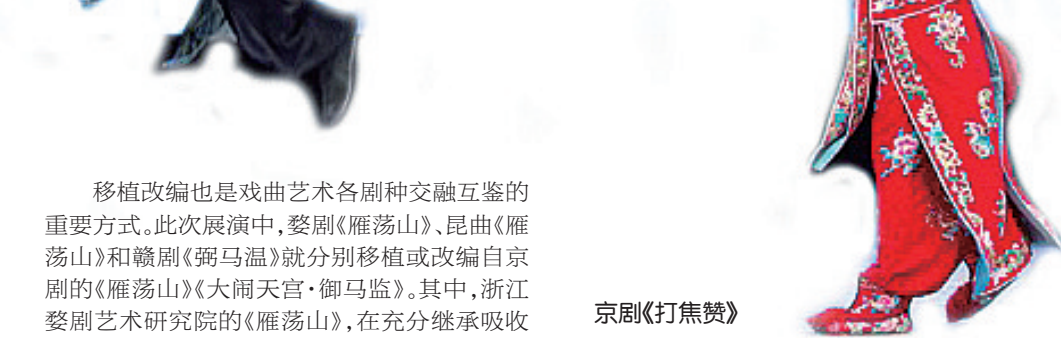 移植改编也是戏曲艺术各剧种交融互鉴的
重要方式。此次展演中，婺剧《雁荡山》、昆曲《雁
荡山》和赣剧《弼马温》就分别移植或改编自京
剧的《雁荡山》《大闹天宫·御马监》。其中，浙江
婺剧艺术研究院的《雁荡山》，在充分继承吸收
京剧《打焦赞》